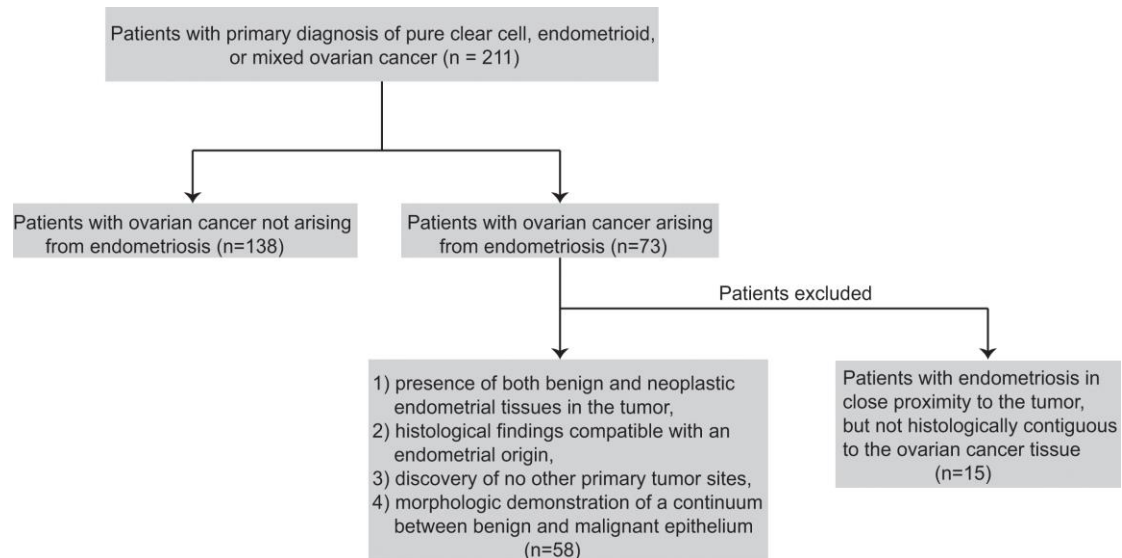 Patients with primary diagnosis of pure clear cell, endometrioid,
or mixed ovarian cancer (n = 211)
Patients with ovarian cancer not arising
from endometriosis (n=138)
Patients with ovarian cancer arising
from endometriosis (n=73)
Patients excluded
1) presence of both benign and neoplastic
endometrial tissues in the tumor,
2) histological findings compatible with an
endometrial origin,
3) discovery of no other primary tumor sites,
4) morphologic demonstration of a continuum
between benign and malignant epithelium
(n=58)
Patients with endometriosis in
close proximity to the tumor,
but not histologically contiguous
to the ovarian cancer tissue
(n=15)